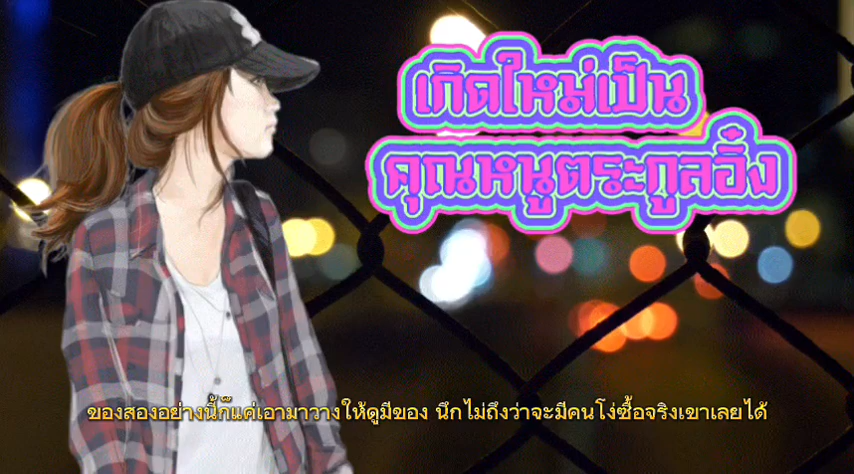 เกิดใหม่เป็น
คุณหนูตระกูลอิ๋ง
ของสองอย่างนี้ก็แค่เอามาวางให้ดูมีของ นึกไม่ถึงว่าจะมีคนโง่ซื้อจริงเขาเลยได้